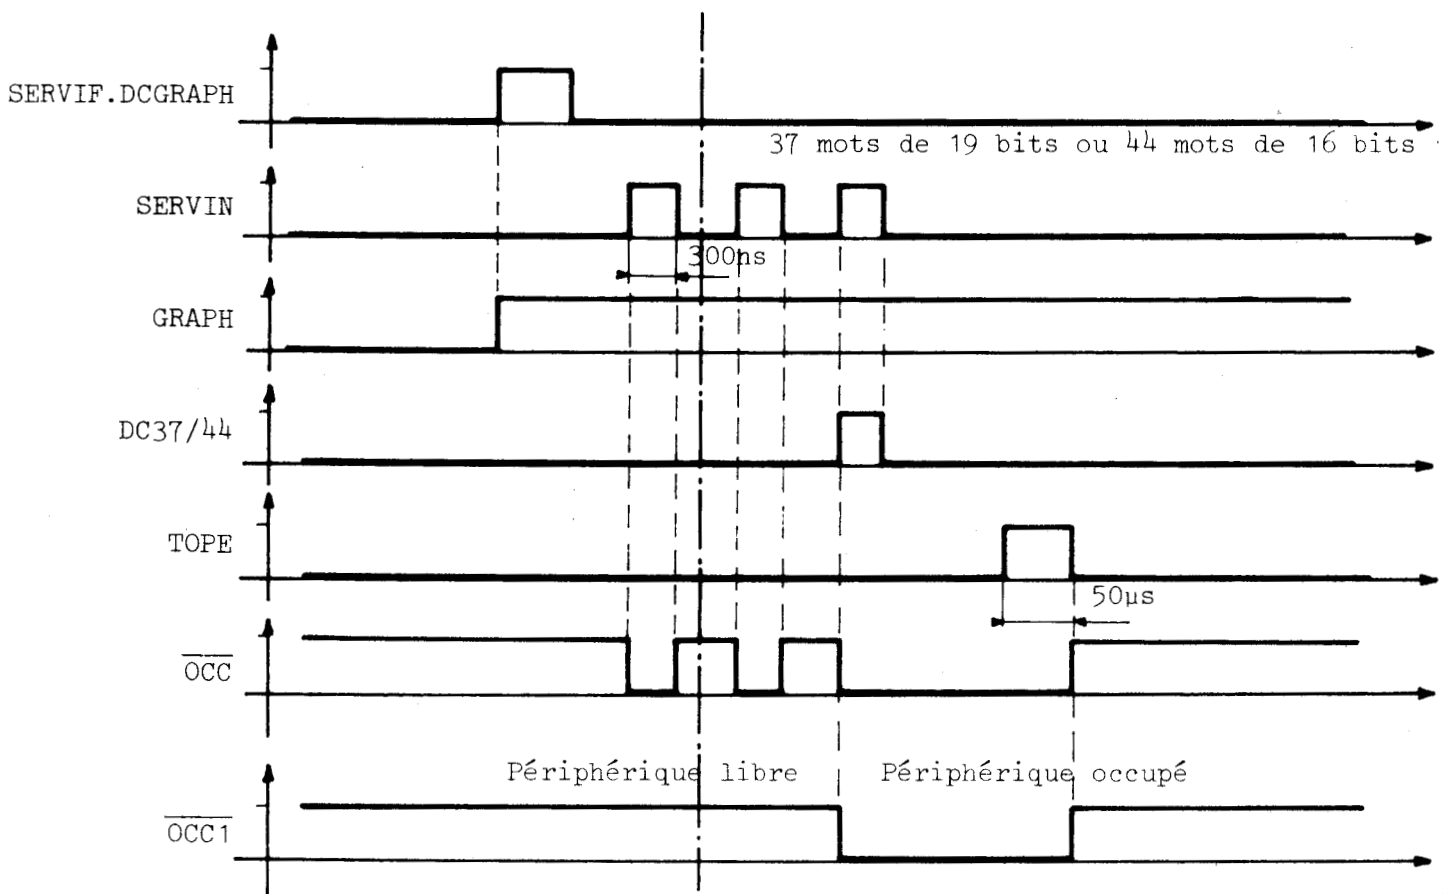 SERVIF.DCGRAPH
37 mots de 19 bits ou 44 mots de 16 bits
SERVIN
300ns
GRAPH
DC37/44
TOPE
50µs
OCC
Périphérique libre
Périphérique occupé
OCC1